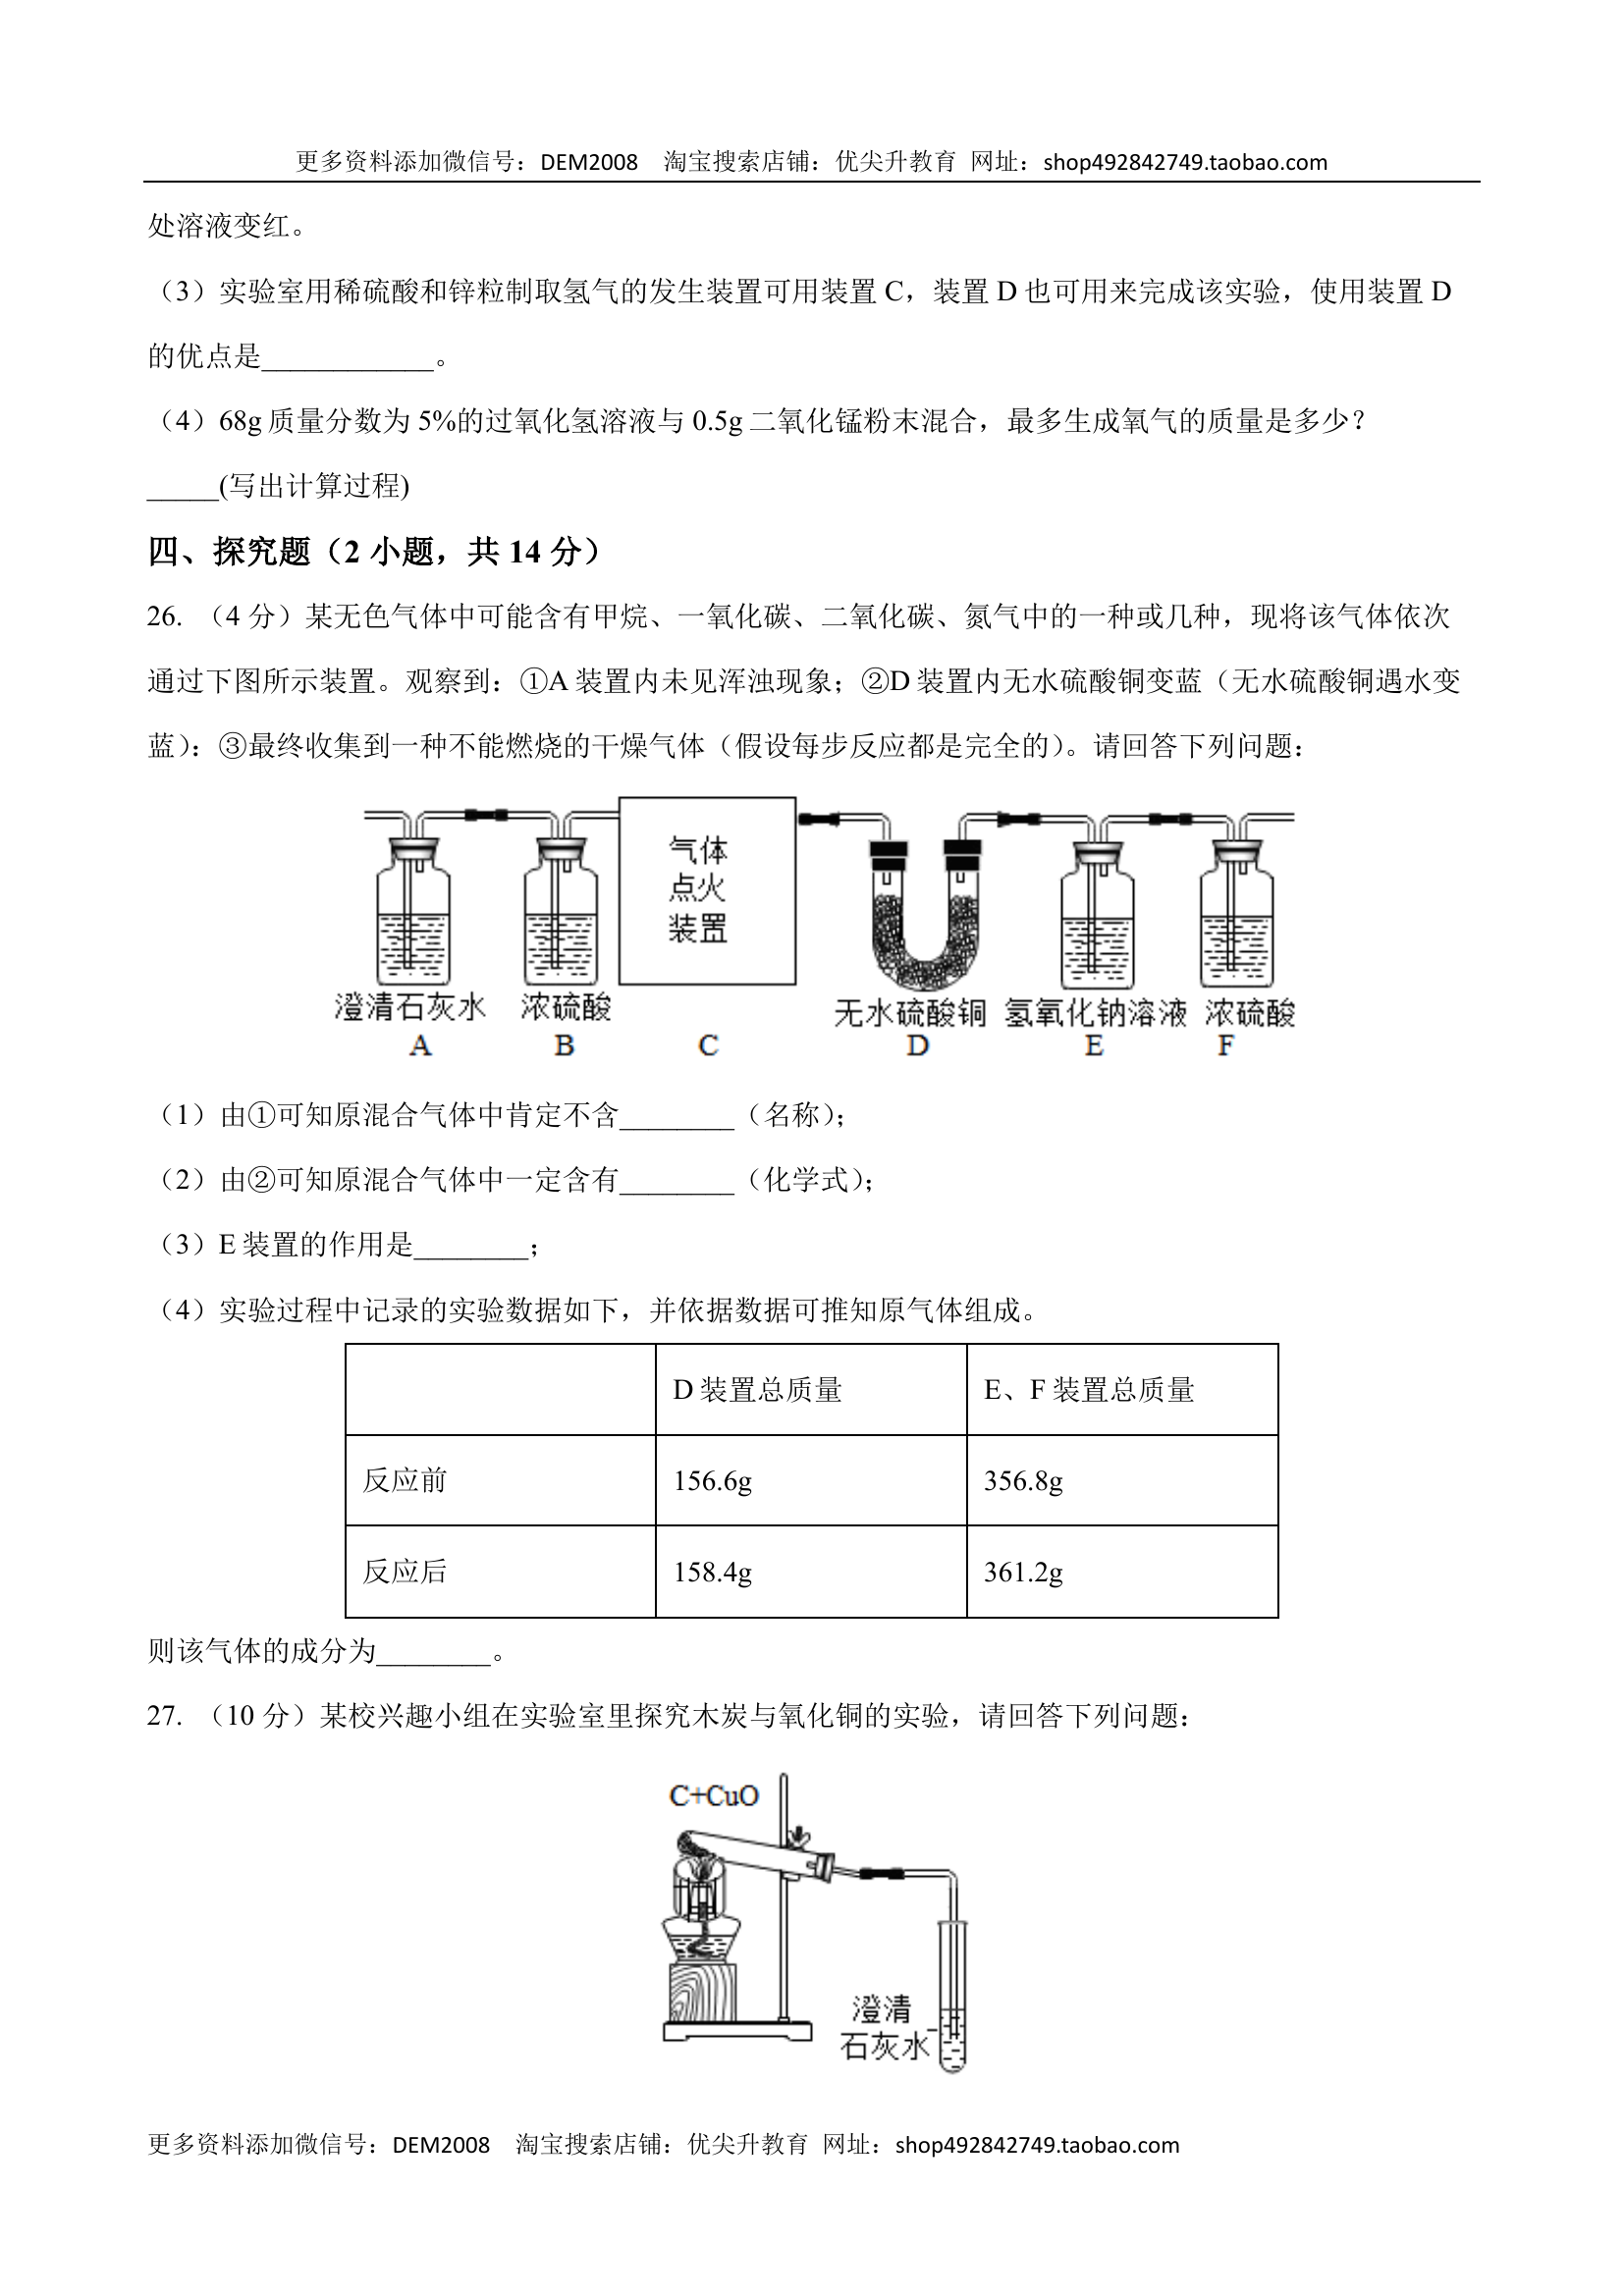 更多资料添加微信号：DEM2008 淘宝搜索店铺：优尖升教育 网址：shop492842749.taobao.com
处溶液变红。
（3）实验室用稀硫酸和锌粒制取氢气的发生装置可用装置 C，装置 D 也可用来完成该实验，使用装置 D
的优点是____________。
（4）68g 质量分数为 5%的过氧化氢溶液与 0.5g 二氧化锰粉末混合，最多生成氧气的质量是多少？
_____(写出计算过程)
四、探究题（2 小题，共 14 分）
26. （4 分）某无色气体中可能含有甲烷、一氧化碳、二氧化碳、氮气中的一种或几种，现将该气体依次
通过下图所示装置。观察到：①A 装置内未见浑浊现象；②D 装置内无水硫酸铜变蓝（无水硫酸铜遇水变
蓝）：③最终收集到一种不能燃烧的干燥气体（假设每步反应都是完全的）。请回答下列问题：
气体
点火
装置
澄清石灰水 浓硫酸 无水硫酸铜 氢氧化钠溶液 浓硫酸
A B C D E F
（1）由①可知原混合气体中肯定不含________（名称）；
（2）由②可知原混合气体中一定含有________（化学式）；
（3）E 装置的作用是________；
（4）实验过程中记录的实验数据如下，并依据数据可推知原气体组成。
D 装置总质量 E、F 装置总质量
反应前 156.6g 356.8g
反应后 158.4g 361.2g
则该气体的成分为________。
27. （10 分）某校兴趣小组在实验室里探究木炭与氧化铜的实验，请回答下列问题：
C+CuO
澄清
石灰水
更多资料添加微信号：DEM2008 淘宝搜索店铺：优尖升教育 网址：shop492842749.taobao.com